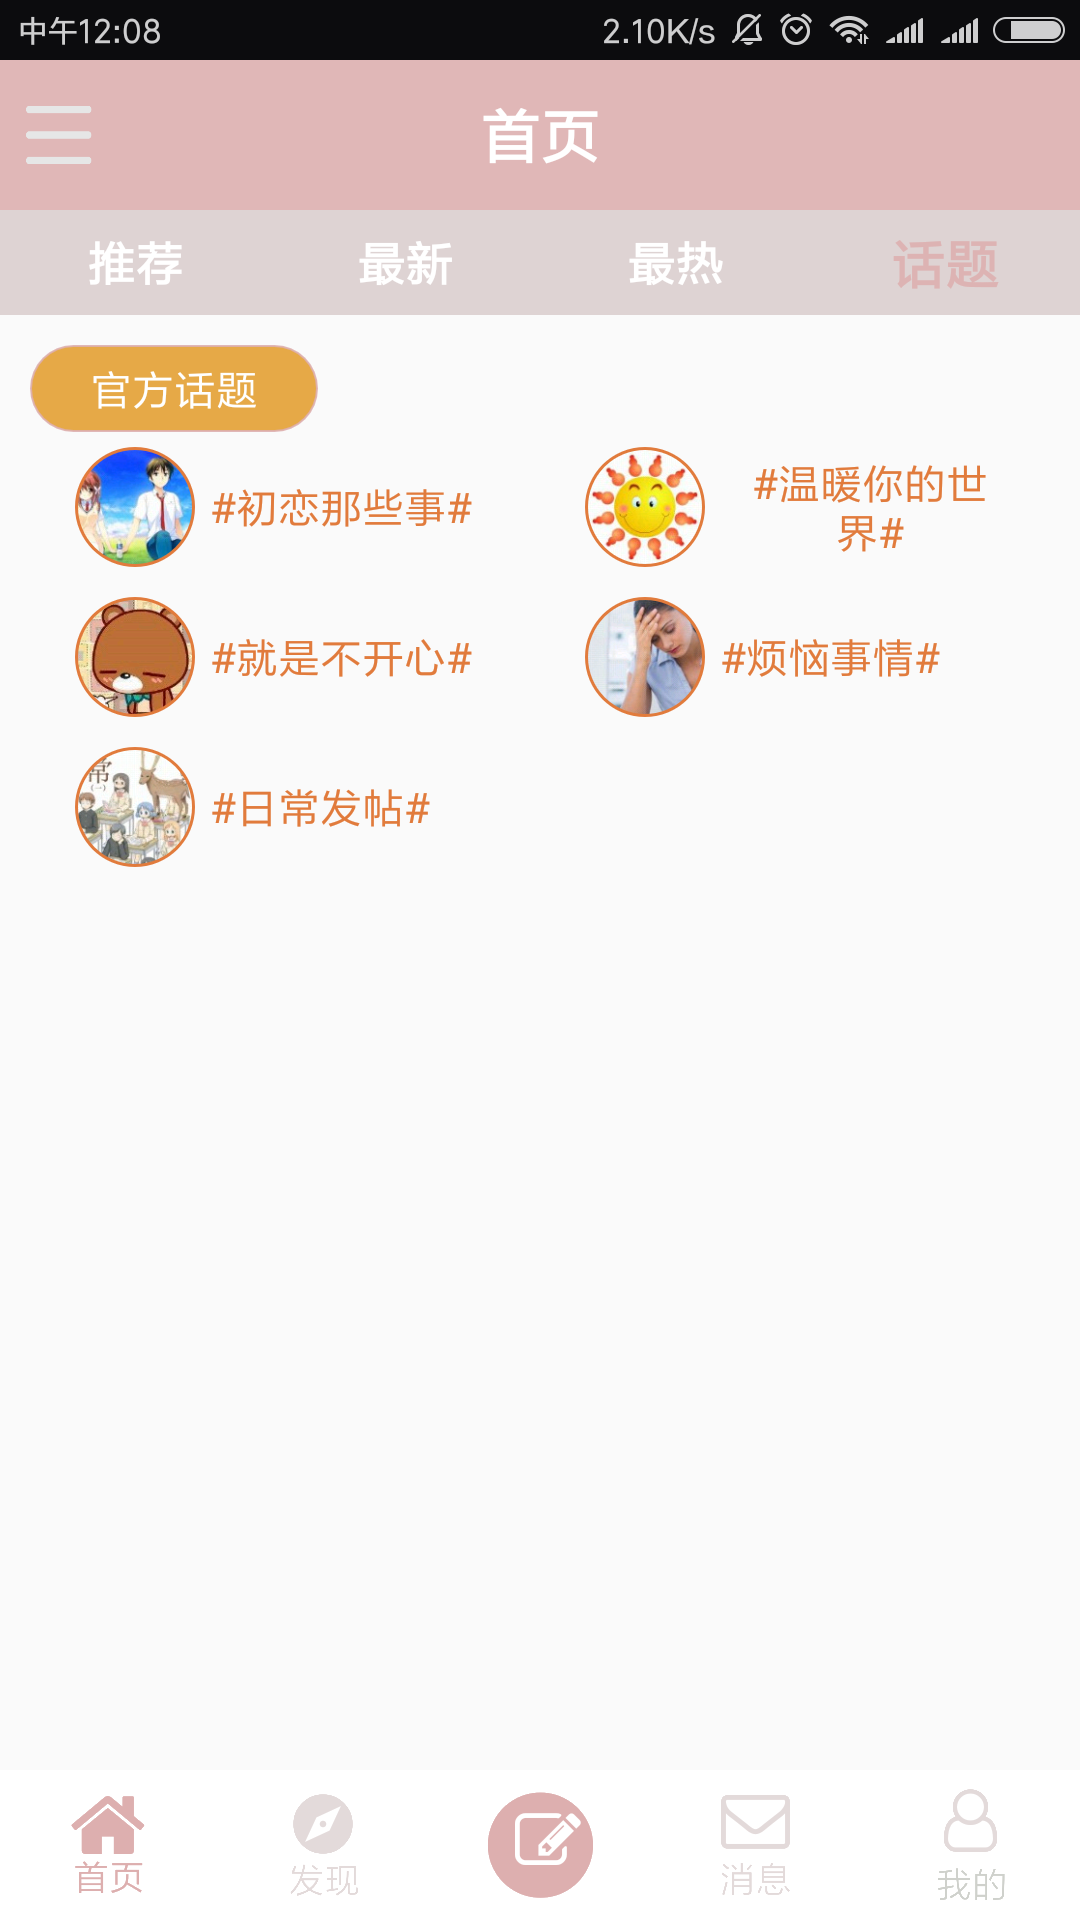 中午12:08 2.10K/s
首页
推荐 最新 最热 话题
官方话题
#初恋那些事#
#温暖你的世
界#
#就是不开心#
#烦恼事情#
常
(一)
#日常发帖#
首页 发现 消息 我的